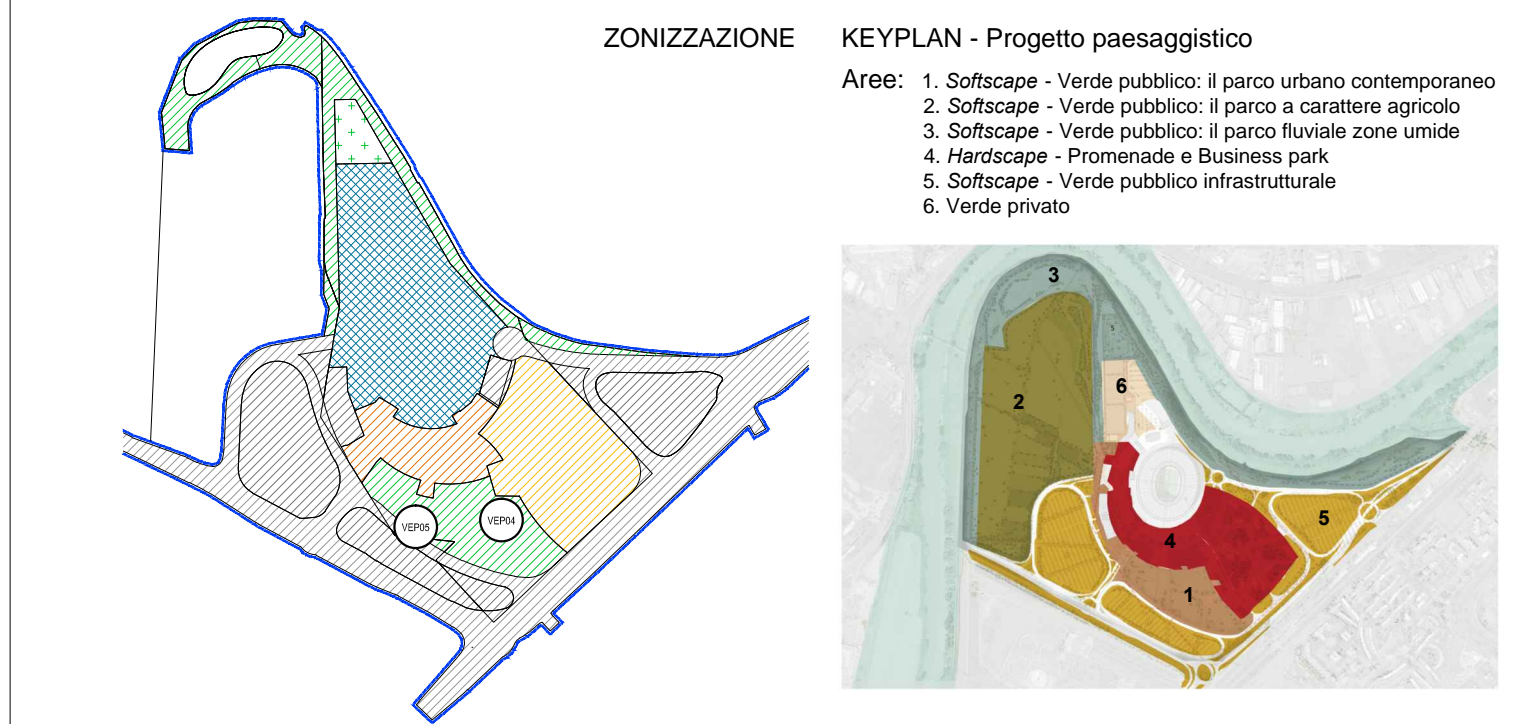 ZONIZZAZIONE
KEYPLAN - Progetto paesaggistico
Aree: 1. Softscape - Verde pubblico: il parco urbano contemporaneo
2. Softscape - Verde pubblico: il parco a carattere agricolo
3. Softscape - Verde pubblico: il parco fluviale zone umide
4. Hardscape - Promenade e Business park
5. Softscape - Verde pubblico infrastrutturale
6. Verde privato
VEP05
VEP04
3
5
6
2
5
4
1